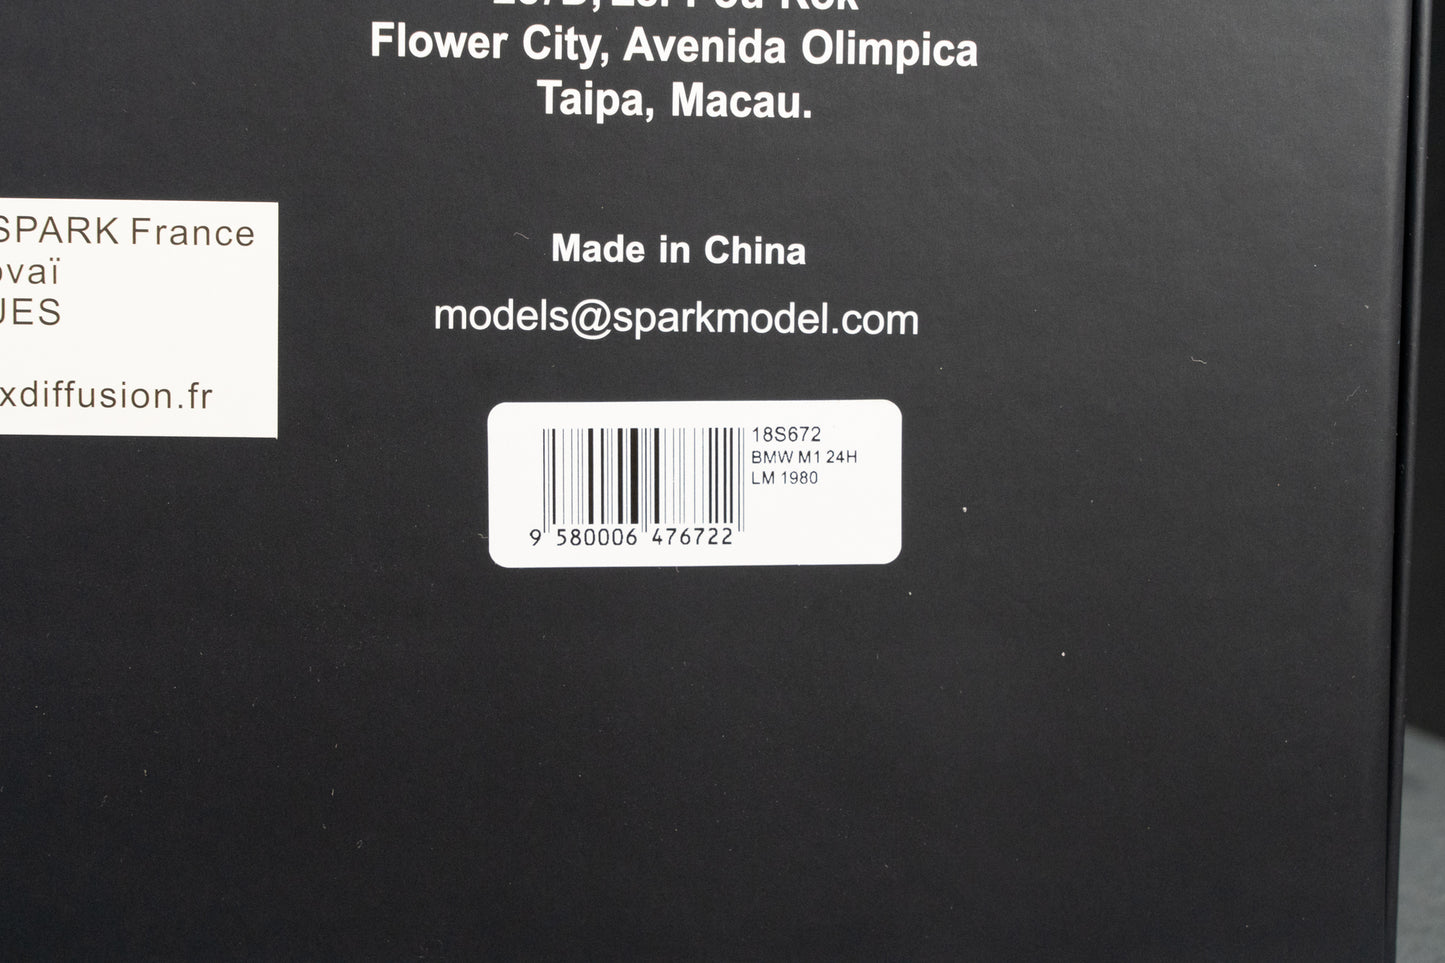 Flower City, Avenida Olimpica
Taipa, Macau.
SPARK France
ovaï
UES
xdiffusion.fr
Made in China
models@sparkmodel.com
18S672
BMW M1 24H
LM 1980
9 580006 476722